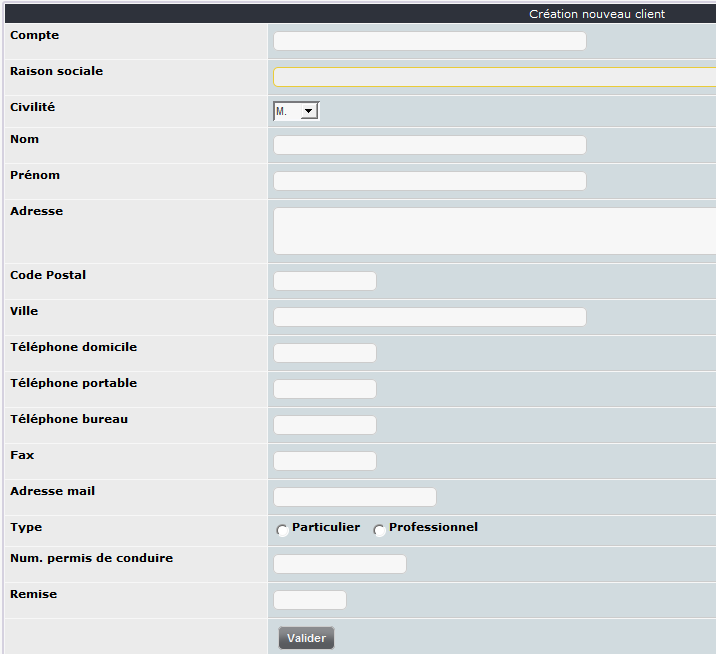 Création nouveau client
Compte
Raison sociale
Civilité
M.
Nom
Prénom
Adresse
Code Postal
Ville
Téléphone domicile
Téléphone portable
Téléphone bureau
Fax
Adresse mail
Type Particulier Professionnel
Num. permis de conduire
Remise
Valider